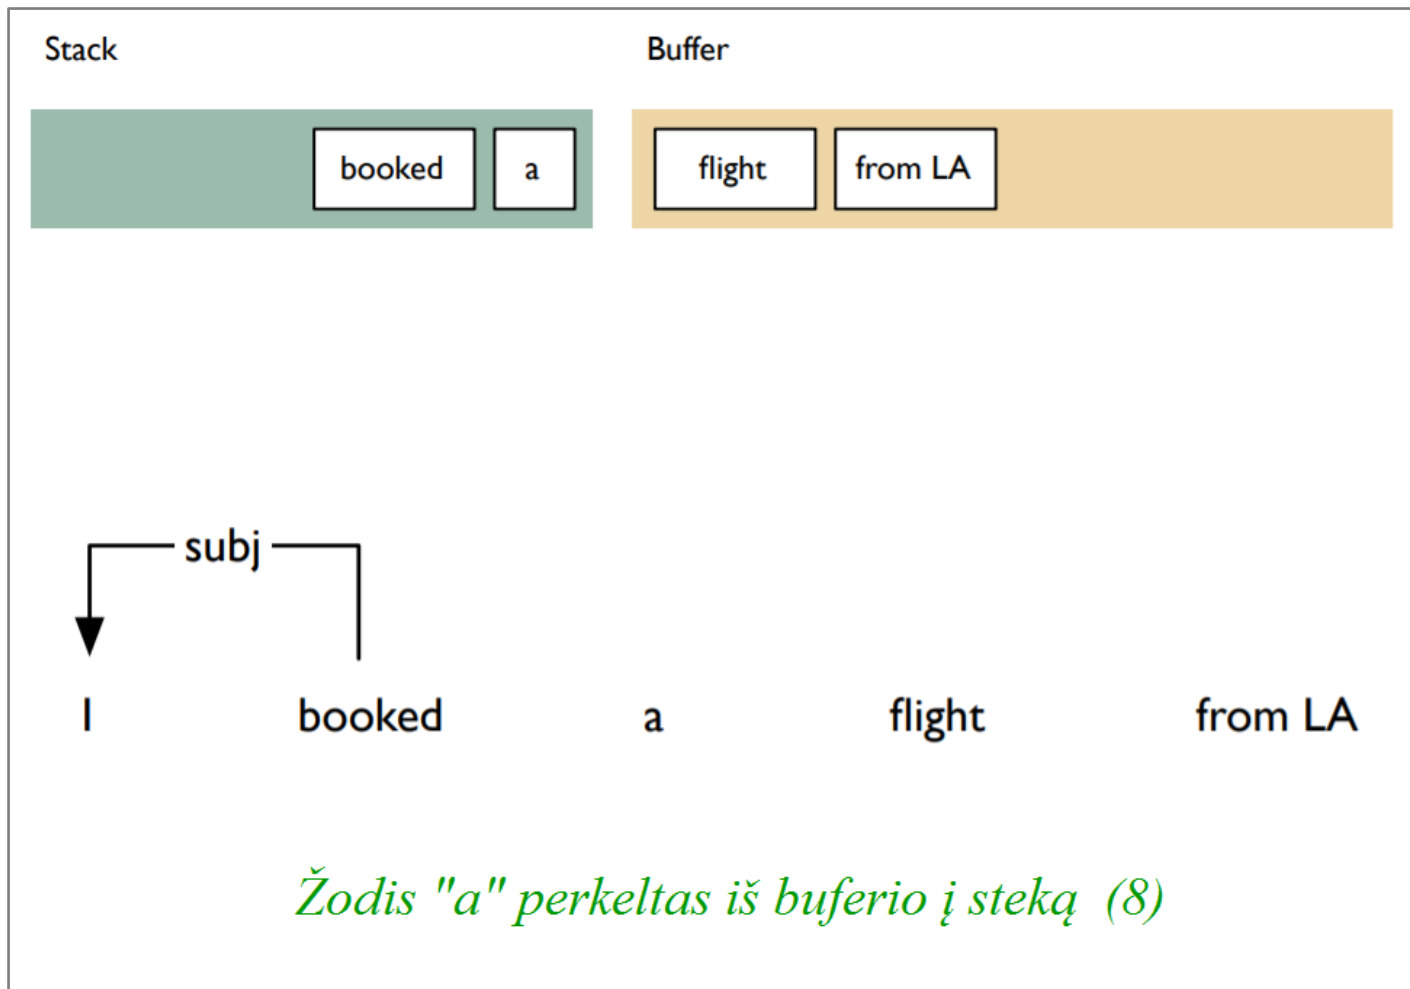 Stack
Buffer
booked a flight from LA
subj
I booked a flight from LA
Žodis "a" perkeltas iš buferio į steką (8)